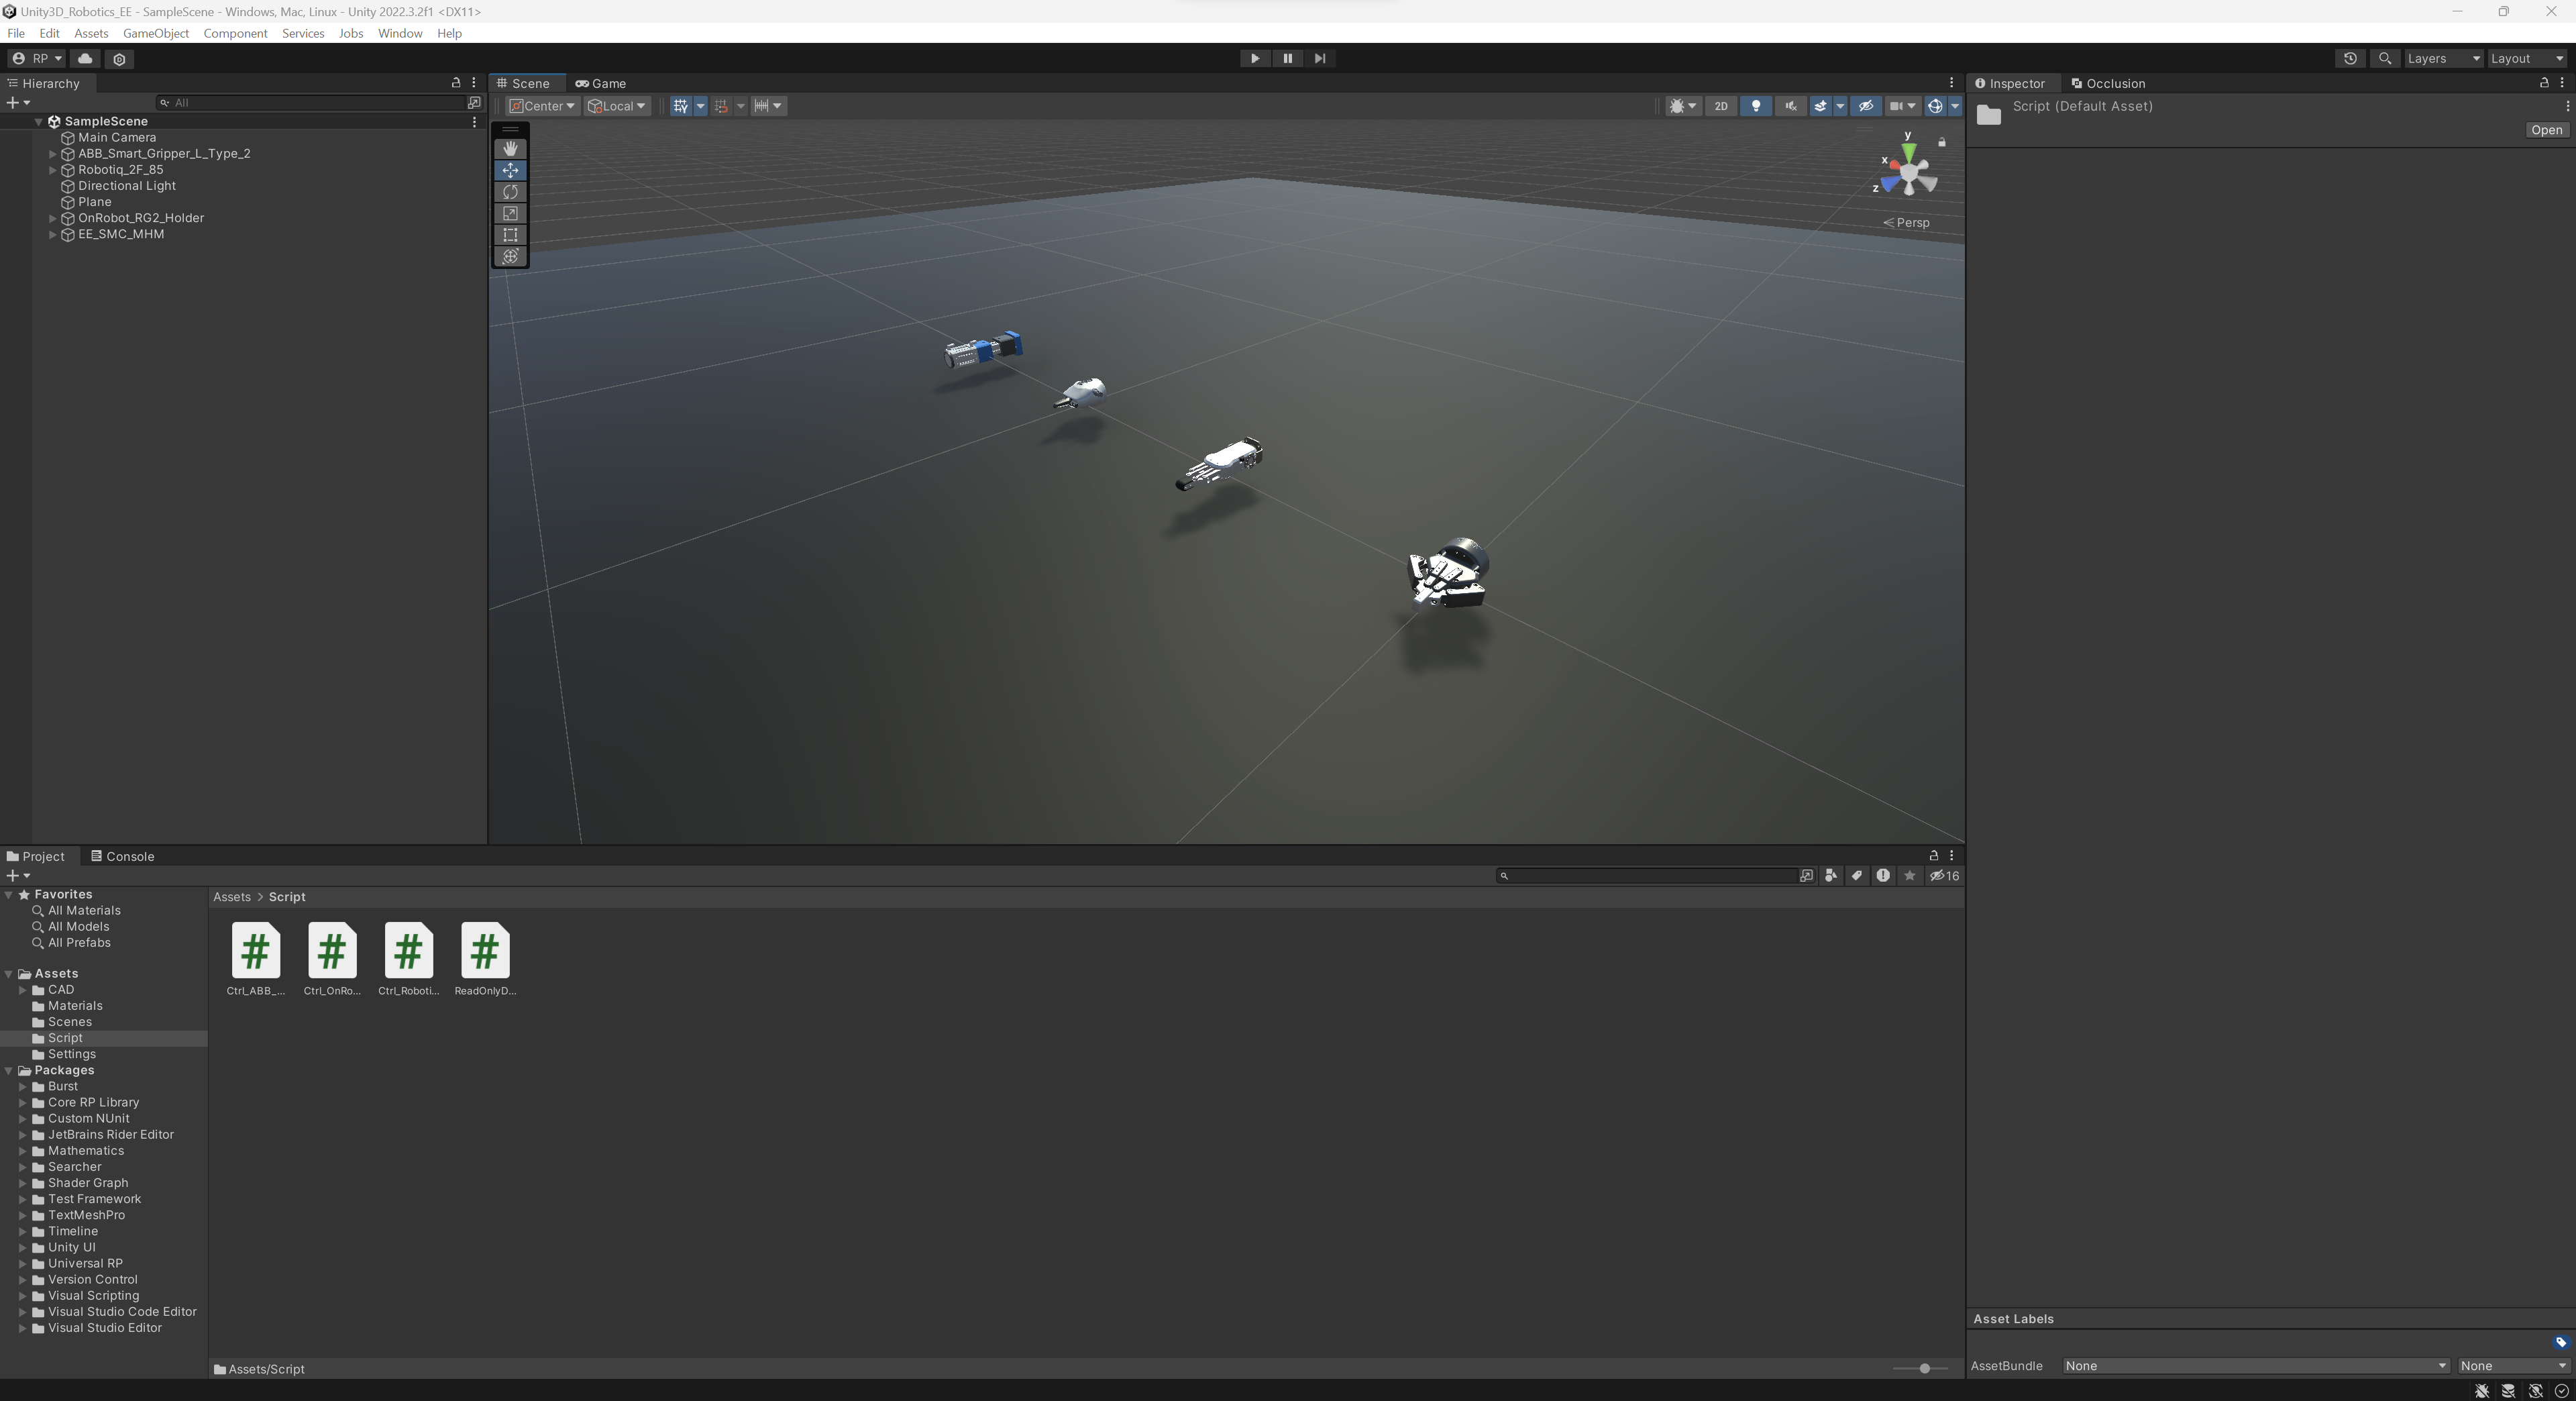 Unity3D_Robotics_EE - SampleScene - Windows, Mac, Linux - Unity 2022.3.2f1 <DX11>
File Edit Assets GameObject Component Services Jobs Window Help
RP Layers Layout
Hierarchy
All
SampleScene
Main Camera
ABB_Smart_Gripper_L_Type_2
Robotiq_2F_85
Directional Light
Plane
OnRobot_RG2_Holder
EE_SMC_MHM
Scene Game
Center Local 2D
y
x
z
Persp
Inspector Occlusion
Script (Default Asset)
Open
Project Console
16
Favorites
All Materials
All Models
All Prefabs
Assets
CAD
Materials
Scenes
Script
Settings
Packages
Burst
Core RP Library
Custom NUnit
JetBrains Rider Editor
Mathematics
Searcher
Shader Graph
Test Framework
TextMeshPro
Timeline
Unity UI
Universal RP
Version Control
Visual Scripting
Visual Studio Code Editor
Visual Studio Editor
Assets > Script
# # # #
Ctrl_ABB_... Ctrl_OnRo... Ctrl_Roboti... ReadOnlyD...
Assets/Script
Asset Labels
AssetBundle None None